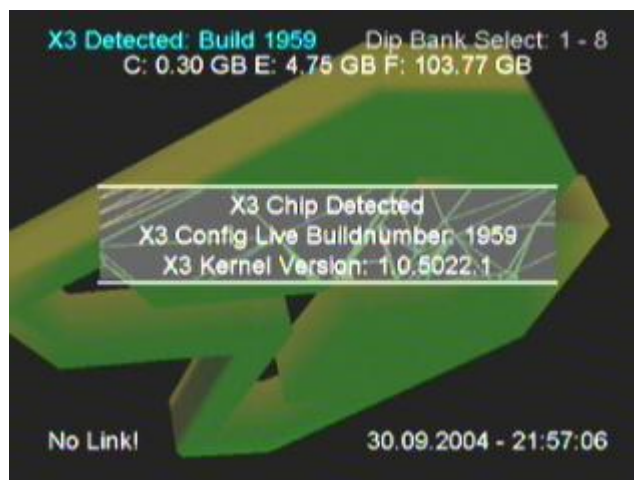 X3 Detected: Build 1959 Dip Bank Select: 1 - 8
C: 0.30 GB E: 4.75 GB F: 103.77 GB
X3 Chip Detected
X3 Config Live Buildnumber: 1959
X3 Kernel Version: 1.0.5022.1
No Link! 30.09.2004 - 21:57:06